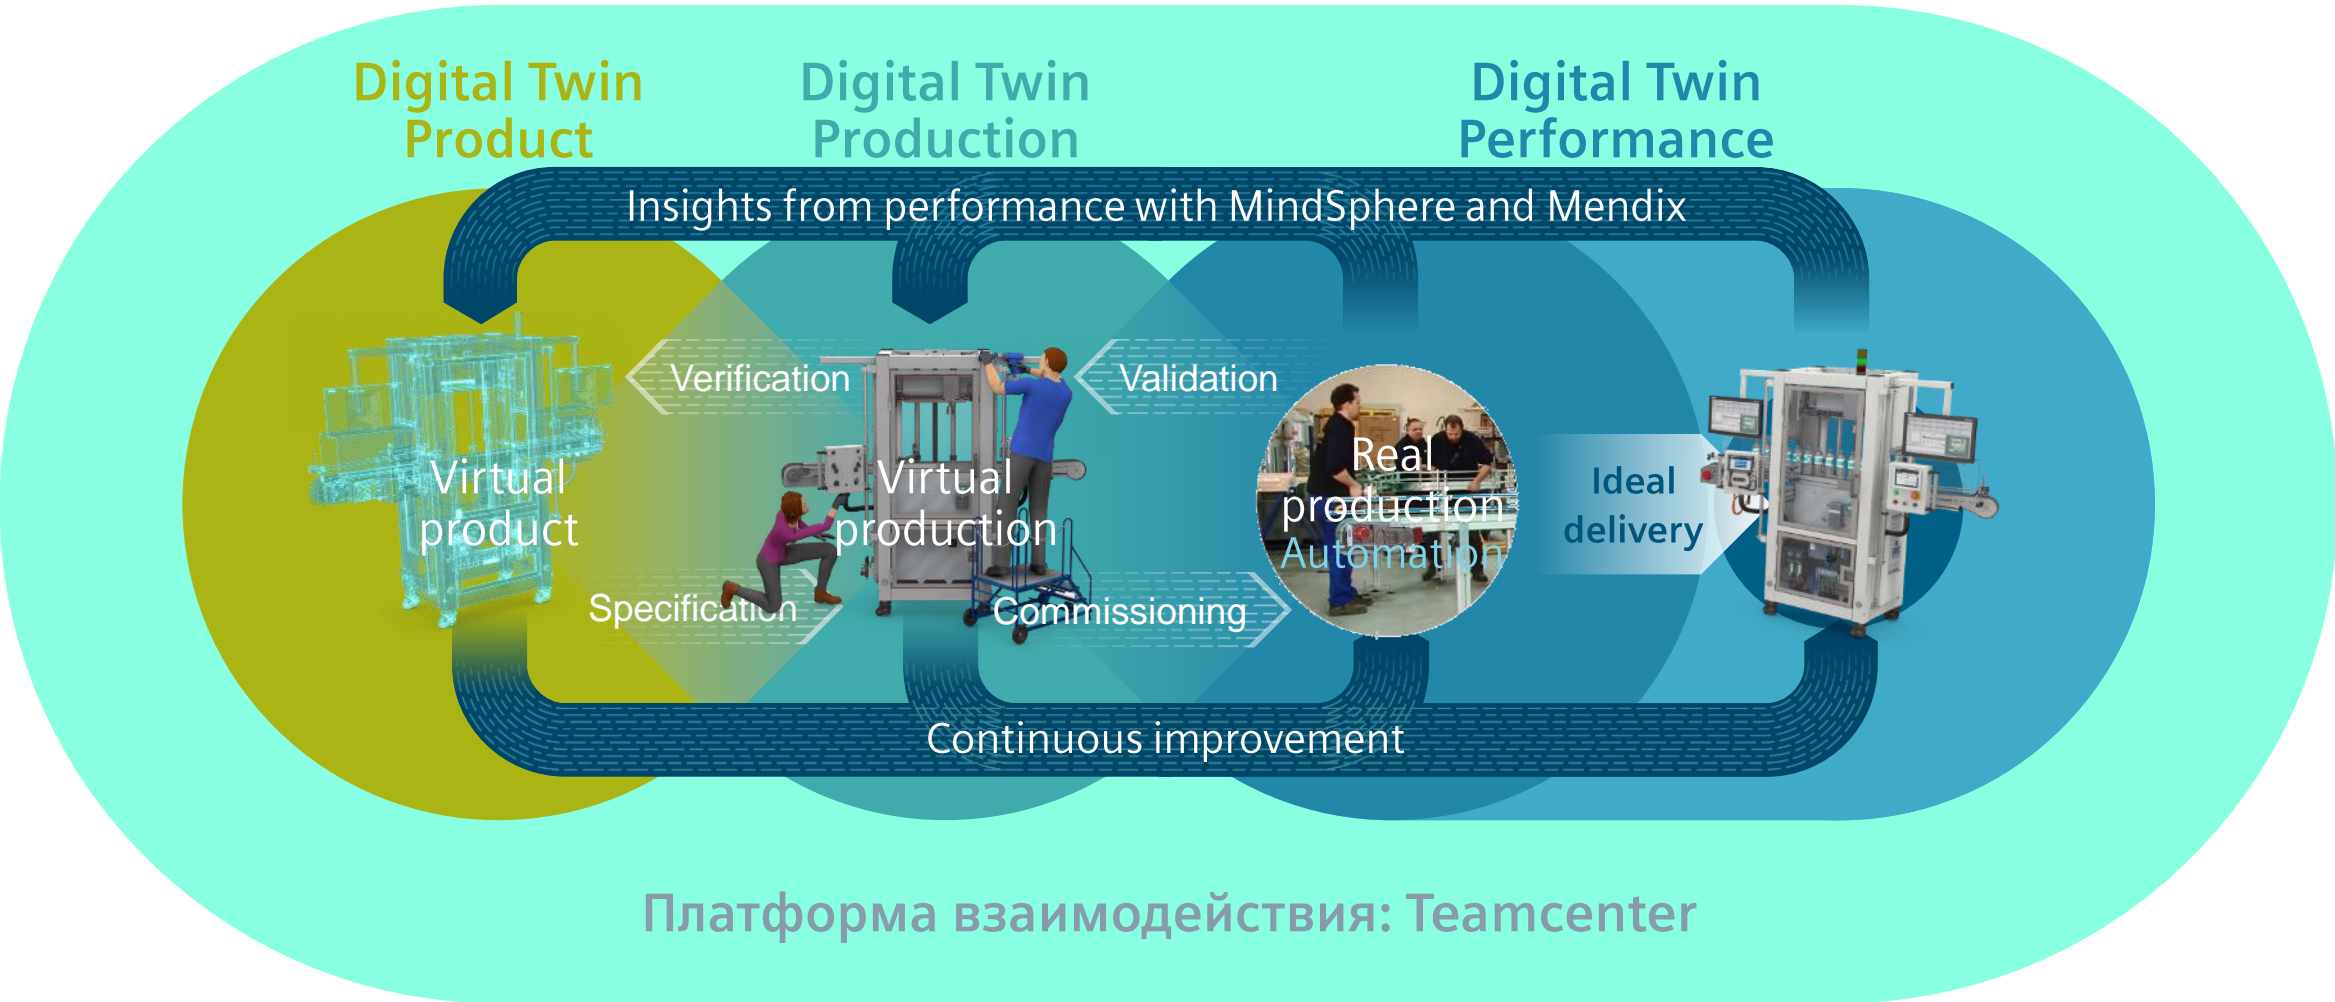 Digital Twin
Product
Digital Twin
Production
Digital Twin
Performance
Insights from performance with MindSphere and Mendix
Verification
Validation
Virtual
product
Virtual
production
Real
production
Automation
Ideal
delivery
Specification
Commissioning
Continuous improvement
Платформа взаимодействия: Teamcenter